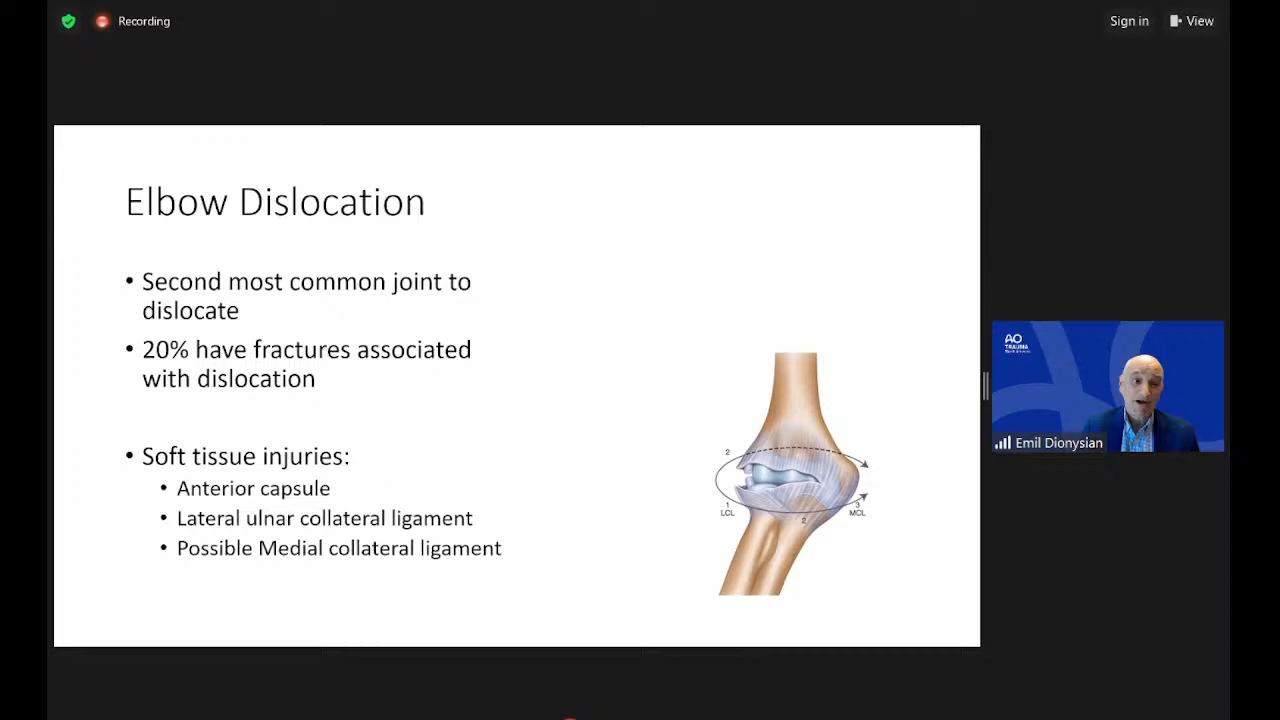 Recording
Sign in
View
Elbow Dislocation
• Second most common joint to
dislocate
• 20% have fractures associated
with dislocation
• Soft tissue injuries:
• Anterior capsule
• Lateral ulnar collateral ligament
• Possible Medial collateral ligament
2
1
LCL
2
3
MCL
AO
TRAUMA
Emil Dionysian